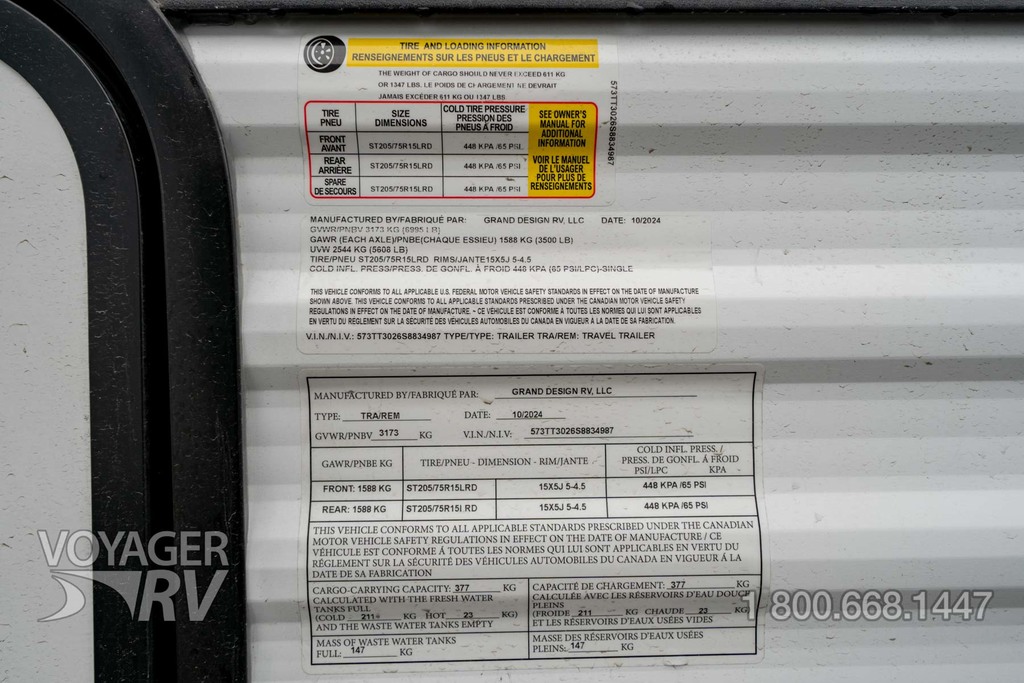 TIRE AND LOADING INFORMATION
RENSEIGNEMENTS SUR LES PNEUS ET LE CHARGEMENT
THE WEIGHT OF CARGO SHOULD NEVER EXCEED 611 KG
OR 1347 LBS. LE POIDS DE CHARGEMENT NE DEVRAIT
JAMAIS EXCÉDER 611 KG OU 1347 LBS
TIRE SIZE COLD TIRE PRESSURE SEE OWNER'S
PNEU DIMENSIONS PRESSION DES MANUAL FOR
PNEUS À FROID ADDITIONAL
FRONT ST205/75R15LRD 448 KPA /65 PSI INFORMATION
AVANT
REAR ST205/75R15LRD 448 KPA /65 PSI VOIR LE MANUEL
ARRIÈRE DE L'USAGER
SPARE ST205/75R15LRD 448 KPA /65 PSI POUR PLUS DE
DE SECOURS RENSEIGNEMENTS
573TT3026S8834987
MANUFACTURED BY/FABRIQUÉ PAR: GRAND DESIGN RV, LLC DATE: 10/2024
GVWR/PNBV 3173 KG (6995 LB)
GAWR (EACH AXLE)/PNBE(CHAQUE ESSIEU) 1588 KG (3500 LB)
UVW 2544 KG (5608 LB)
TIRE/PNEU ST205/75R15LRD RIMS/JANTE15X5J 5-4.5
COLD INFL. PRESS/PRESS. DE GONFL. À FROID 448 KPA (65 PSI/LPC)-SINGLE
THIS VEHICLE CONFORMS TO ALL APPLICABLE U.S. FEDERAL MOTOR VEHICLE SAFETY STANDARDS IN EFFECT ON THE DATE OF MANUFACTURE
SHOWN ABOVE. THIS VEHICLE CONFORMS TO ALL APPLICABLE STANDARDS PRESCRIBED UNDER THE CANADIAN MOTOR VEHICLE SAFETY
REGULATIONS IN EFFECT ON THE DATE OF MANUFACTURE. - CE VÉHICULE EST CONFORME À TOUTES LES NORMES QUI LUI SONT APPLICABLES
EN VERTU DU RÈGLEMENT SUR LA SÉCURITÉ DES VÉHICULES AUTOMOBILES DU CANADA EN VIGUEUR À LA DATE DE SA FABRICATION.
V.I.N./N.I.V.: 573TT3026S8834987 TYPE/TYPE: TRAILER TRA/REM: TRAVEL TRAILER
MANUFACTURED BY/FABRIQUÉ PAR: GRAND DESIGN RV, LLC
TYPE: TRA/REM DATE: 10/2024
GVWR/PNBV 3173 KG V.I.N./N.I.V: 573TT3026S8834987
GAWR/PNBE KG TIRE/PNEU - DIMENSION - RIM/JANTE COLD INFL. PRESS./
PRESS. DE GONFL. À FROID
PSI/LPC KPA
FRONT: 1588 KG ST205/75R15LRD 15X5J 5-4.5 448 KPA /65 PSI
REAR: 1588 KG ST205/75R15LRD 15X5J 5-4.5 448 KPA /65 PSI
THIS VEHICLE CONFORMS TO ALL APPLICABLE STANDARDS PRESCRIBED UNDER THE CANADIAN
MOTOR VEHICLE SAFETY REGULATIONS IN EFFECT ON THE DATE OF MANUFACTURE / CE
VÉHICULE EST CONFORME À TOUTES LES NORMES QUI LUI SONT APPLICABLES EN VERTU DU
RÉGLEMENT SUR LA SÉCURITÉ DES VÉHICULES AUTOMOBILES DU CANADA EN VIGUEUR À LA
DATE DE SA FABRICATION
CARGO-CARRYING CAPACITY: 377 KG
CALCULATED WITH THE FRESH WATER
TANKS FULL
(COLD 211 KG HOT 23 KG)
AND THE WASTE WATER TANKS EMPTY
MASS OF WASTE WATER TANKS
FULL: 147 KG
CAPACITÉ DE CHARGEMENT: 377 KG
CALCULÉE AVEC LES RÉSERVOIRS D'EAU DOUCE
PLEINS
(FROIDE 211 KG CHAUDE 23 KG)
ET LES RÉSERVOIRS D'EAUX USÉES VIDES
MASSE DES RÉSERVOIRS D'EAUX USÉES
PLEINS: 147 KG
VOYAGER
RV
1 800.668.1447